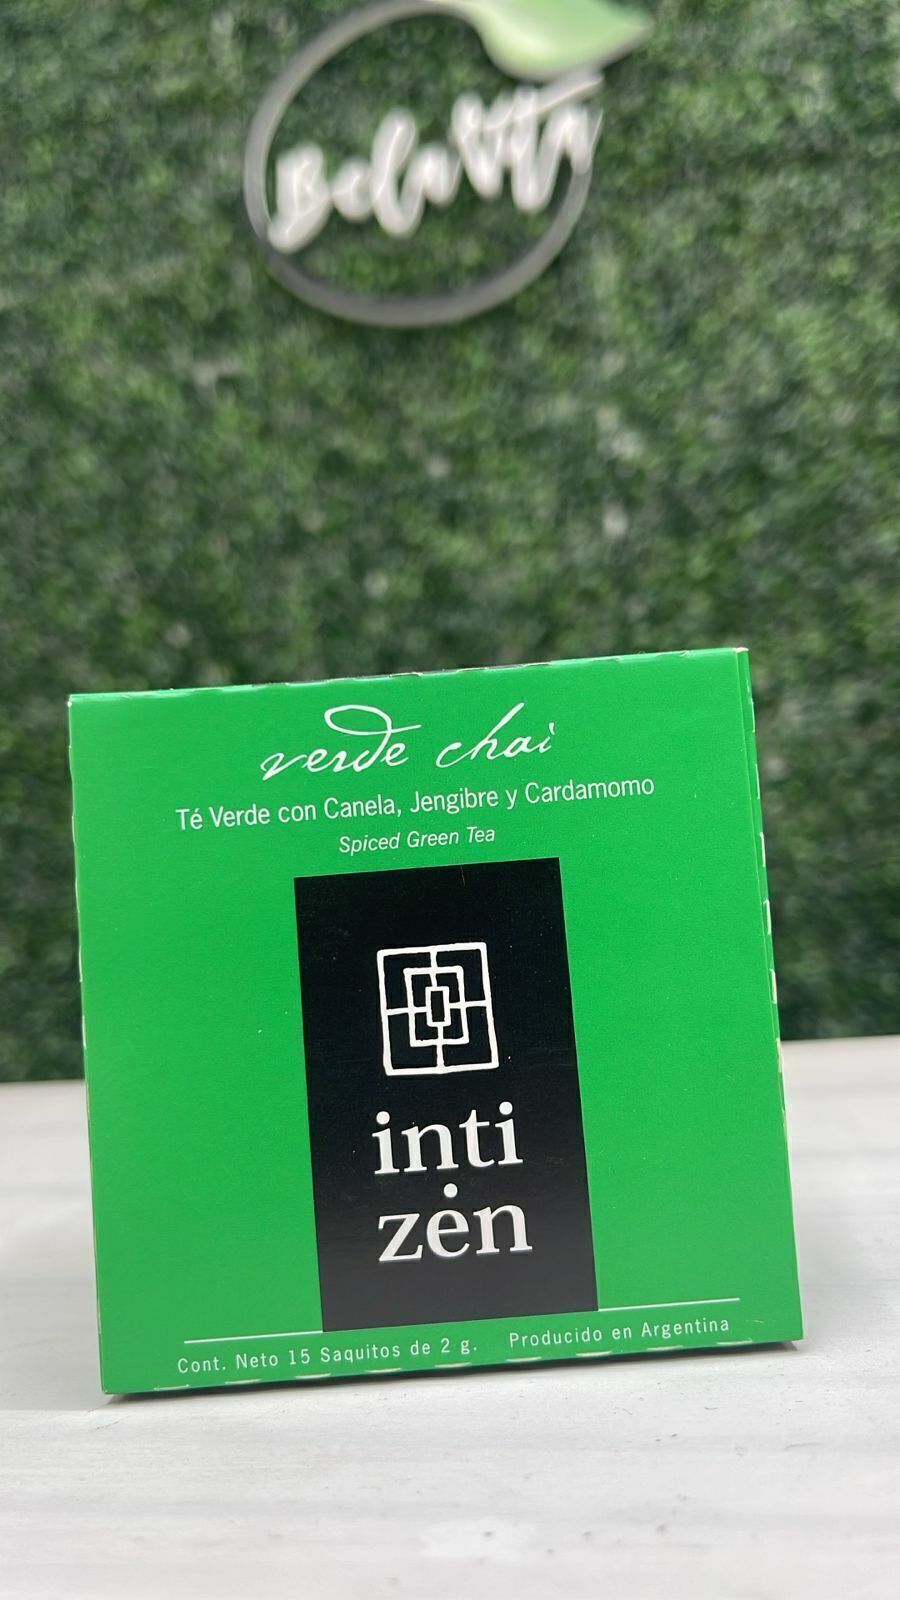 BelaVita
verde chai
Té Verde con Canela, Jengibre y Cardamomo
Spiced Green Tea
inti
zen
Cont. Neto 15 Saquitos de 2 g. Producido en Argentina